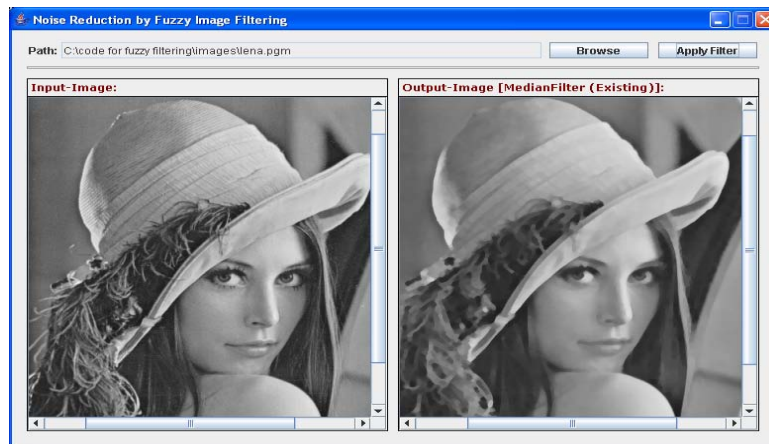 Noise Reduction by Fuzzy Image Filtering
Path: C:\code for fuzzy filtering\images\lena.pgm Browse Apply Filter
Input-Image: Output-Image [MedianFilter (Existing)]: